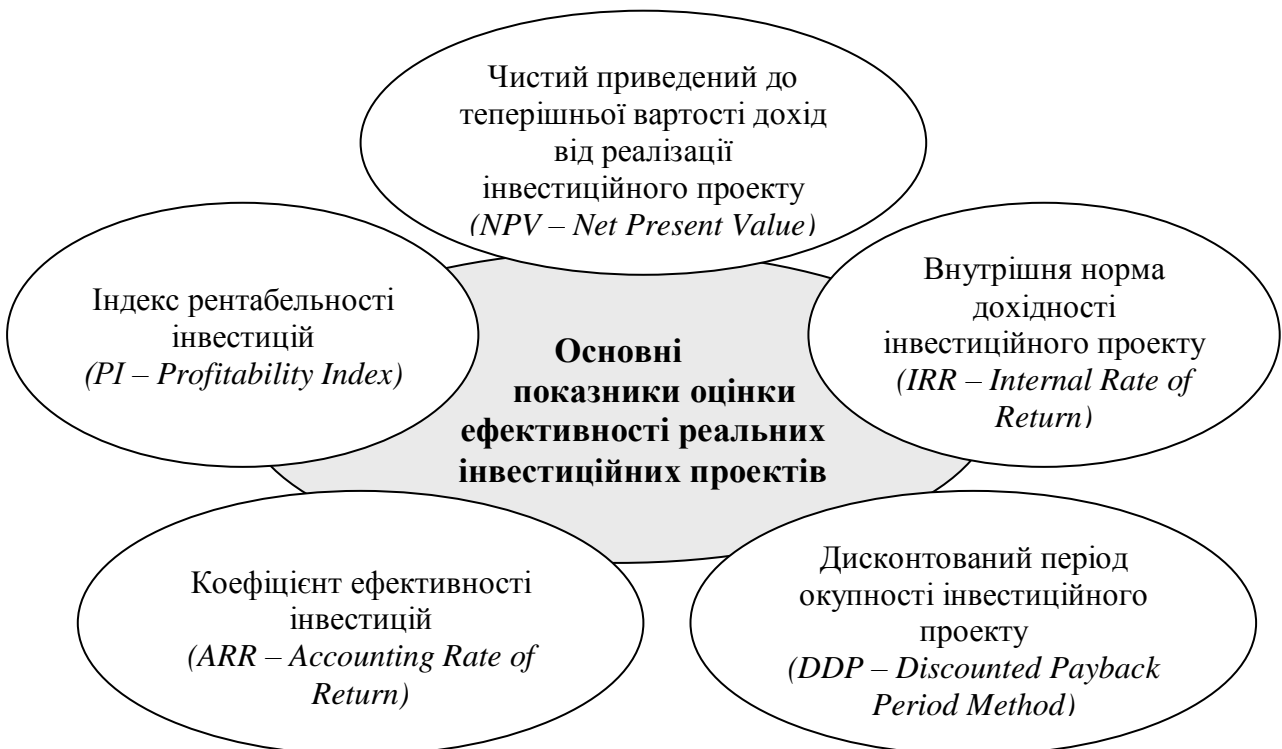 Чистий приведений до
теперішньої вартості дохід
від реалізації
інвестиційного проекту
(NPV – Net Present Value)
Індекс рентабельності
інвестицій
(PI – Profitability Index)
Внутрішня норма
дохідності
інвестиційного проекту
(IRR – Internal Rate of
Return)
Основні
показники оцінки
ефективності реальних
інвестиційних проектів
Коефіцієнт ефективності
інвестицій
(ARR – Accounting Rate of
Return)
Дисконтований період
окупності інвестиційного
проекту
(DDP – Discounted Payback
Period Method)